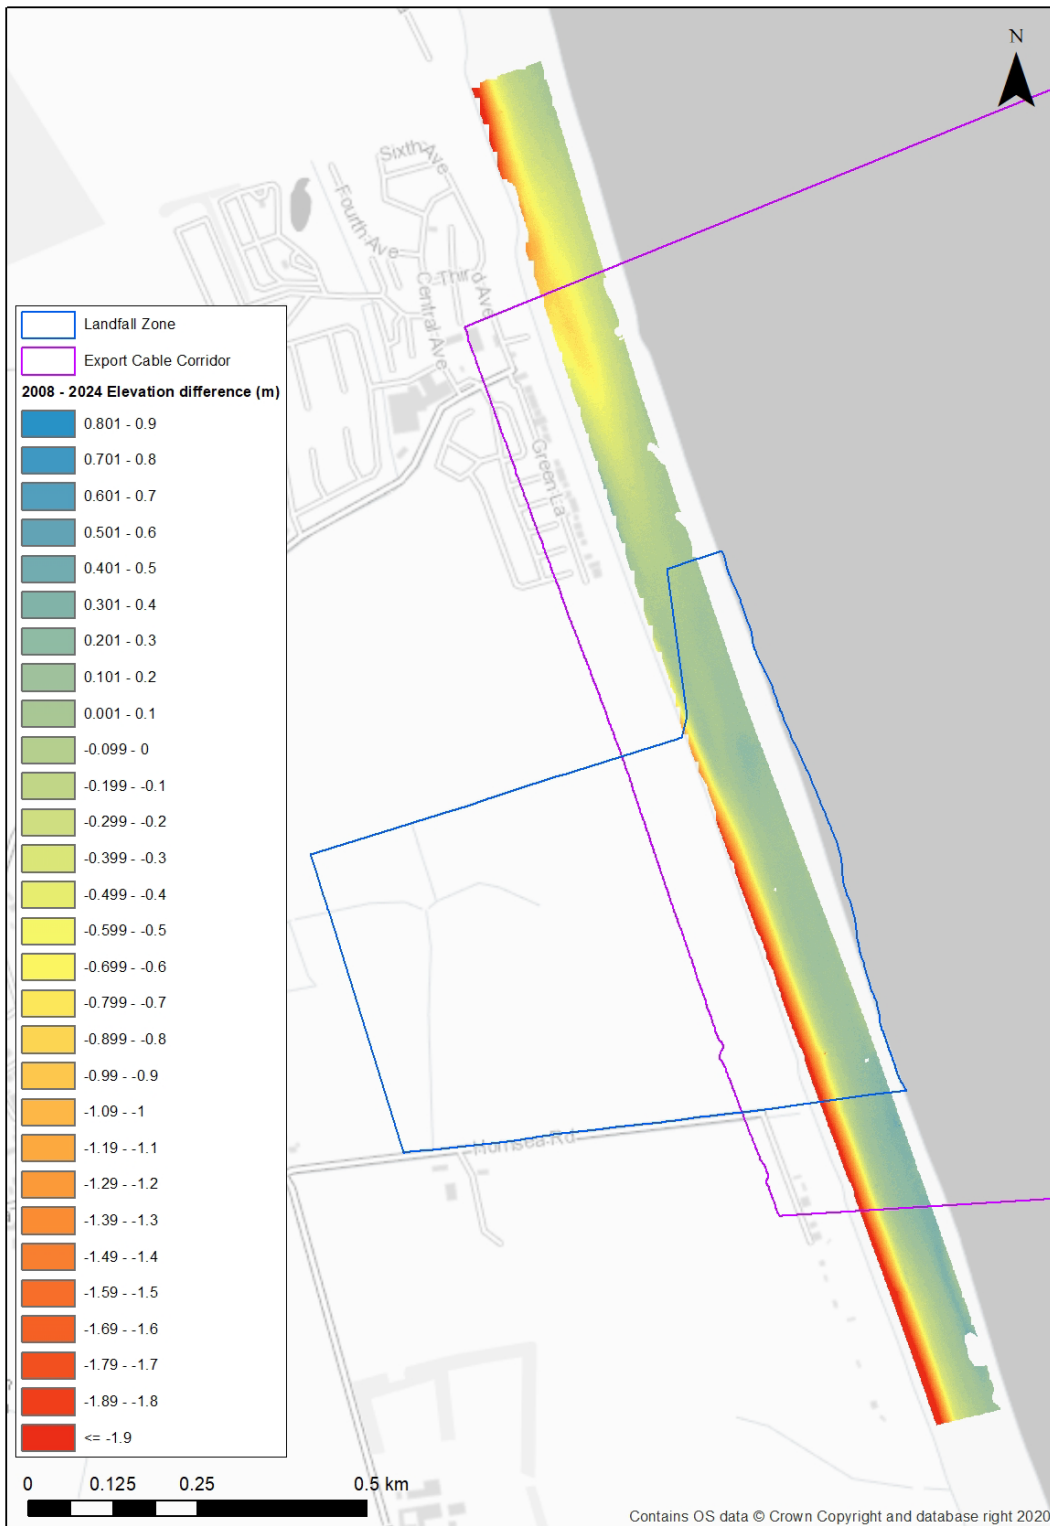 N
Sixth Ave
Fourth Ave
Third Ave
Central Ave
Green La
Landfall Zone
Export Cable Corridor
2008 - 2024 Elevation difference (m)
0.801 - 0.9
0.701 - 0.8
0.601 - 0.7
0.501 - 0.6
0.401 - 0.5
0.301 - 0.4
0.201 - 0.3
0.101 - 0.2
0.001 - 0.1
-0.099 - 0
-0.199 - -0.1
-0.299 - -0.2
-0.399 - -0.3
-0.499 - -0.4
-0.599 - -0.5
-0.699 - -0.6
-0.799 - -0.7
-0.899 - -0.8
-0.99 - -0.9
-1.09 - -1
-1.19 - -1.1
-1.29 - -1.2
-1.39 - -1.3
-1.49 - -1.4
-1.59 - -1.5
-1.69 - -1.6
-1.79 - -1.7
-1.89 - -1.8
<= -1.9
Hornsea Rd
0 0.125 0.25 0.5 km
Contains OS data © Crown Copyright and database right 2020